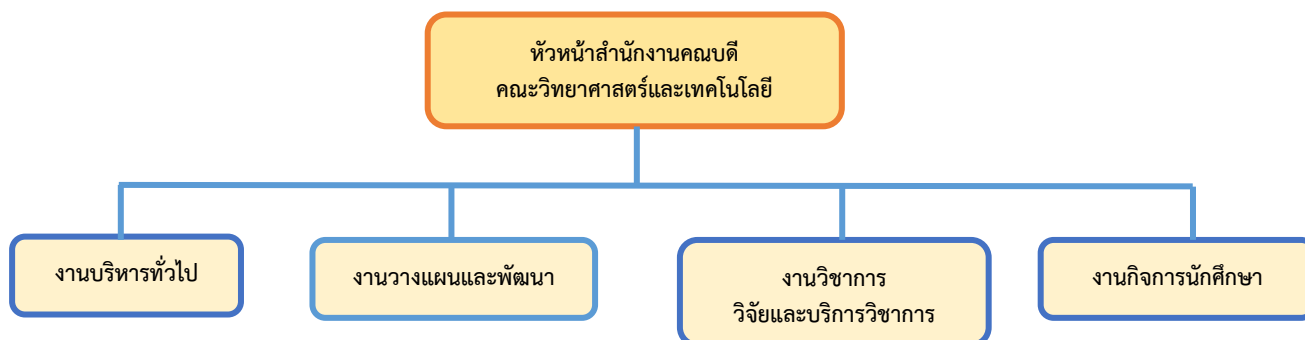 หัวหน้าสำนักงานคณบดี
คณะวิทยาศาสตร์และเทคโนโลยี
งานบริหารทั่วไป
งานวางแผนและพัฒนา
งานวิชาการ
วิจัยและบริการวิชาการ
งานกิจการนักศึกษา